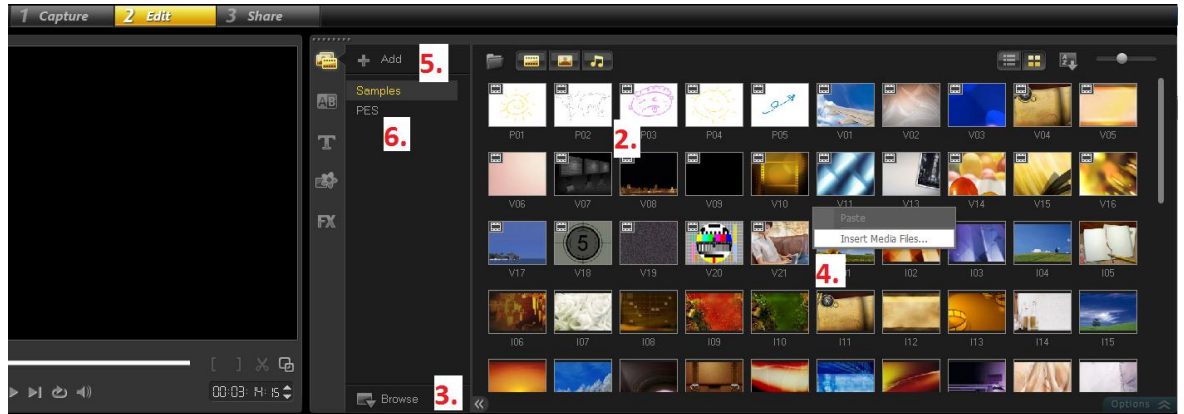 1 Capture 2 Edit 3 Share
Add 5.
Samples
PES
6.
2.
P01 P02 P03 P04 P05 V01 V02 V03 V04 V05
V06 V07 V08 V09 V10 V11 V13 V14 V15 V16
Paste
Insert Media Files...
4.
V17 V18 V19 V20 V21 I02 I03 I04 I05
5
I06 I07 I08 I09 I10 I11 I12 I13 I14 I15
AB
T
FX
00:03:14:15
Browse 3.
Options